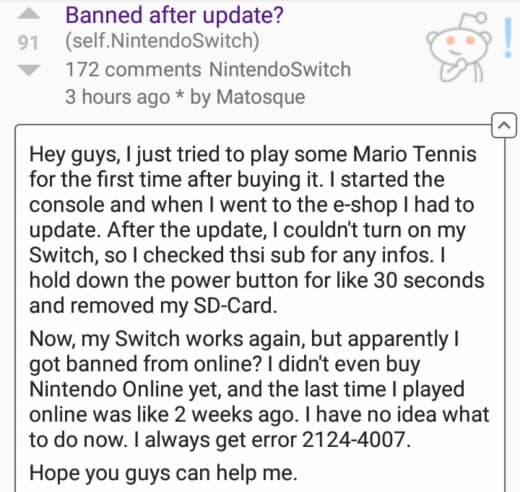 Banned after update?
91 (self.NintendoSwitch)
172 comments NintendoSwitch
3 hours ago * by Matosque
Hey guys, I just tried to play some Mario Tennis
for the first time after buying it. I started the
console and when I went to the e-shop I had to
update. After the update, I couldn't turn on my
Switch, so I checked thsi sub for any infos. I
hold down the power button for like 30 seconds
and removed my SD-Card.
Now, my Switch works again, but apparently I
got banned from online? I didn't even buy
Nintendo Online yet, and the last time I played
online was like 2 weeks ago. I have no idea what
to do now. I always get error 2124-4007.
Hope you guys can help me.